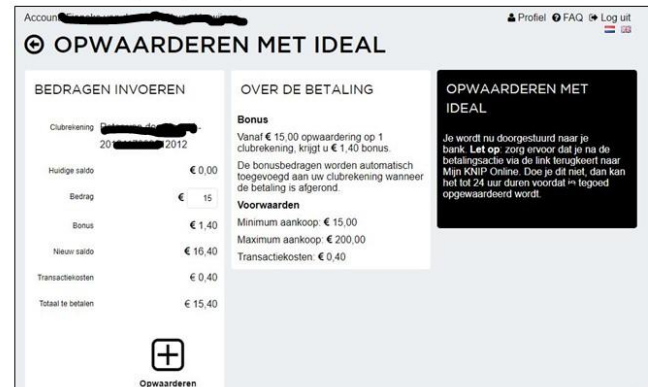 Accoun
Profiel FAQ Log uit
OPWAARDEREN MET IDEAL
BEDRAGEN INVOEREN
Clubrekening
2012
Huidige saldo € 0,00
Bedrag € 15
Bonus € 1,40
Nieuw saldo € 16,40
Transactiekosten € 0,40
Totaal te betalen € 15,40
Opwaarderen
OVER DE BETALING
Bonus
Vanaf € 15,00 opwaardering op 1
clubrekening, krijgt u € 1,40 bonus.
De bonusbedragen worden automatisch
toegevoegd aan uw clubrekening wanneer
de betaling is afgerond.
Voorwaarden
Minimum aankoop: € 15,00
Maximum aankoop: € 200,00
Transactiekosten: € 0,40
OPWAARDEREN MET
IDEAL
Je wordt nu doorgestuurd naar je
bank. Let op: zorg ervoor dat je na de
betalingsactie via de link terugkeert naar
Mijn KNIP Online. Doe je dit niet, dan kan
het tot 24 uur duren voordat tegoed
opgewaardeerd wordt.